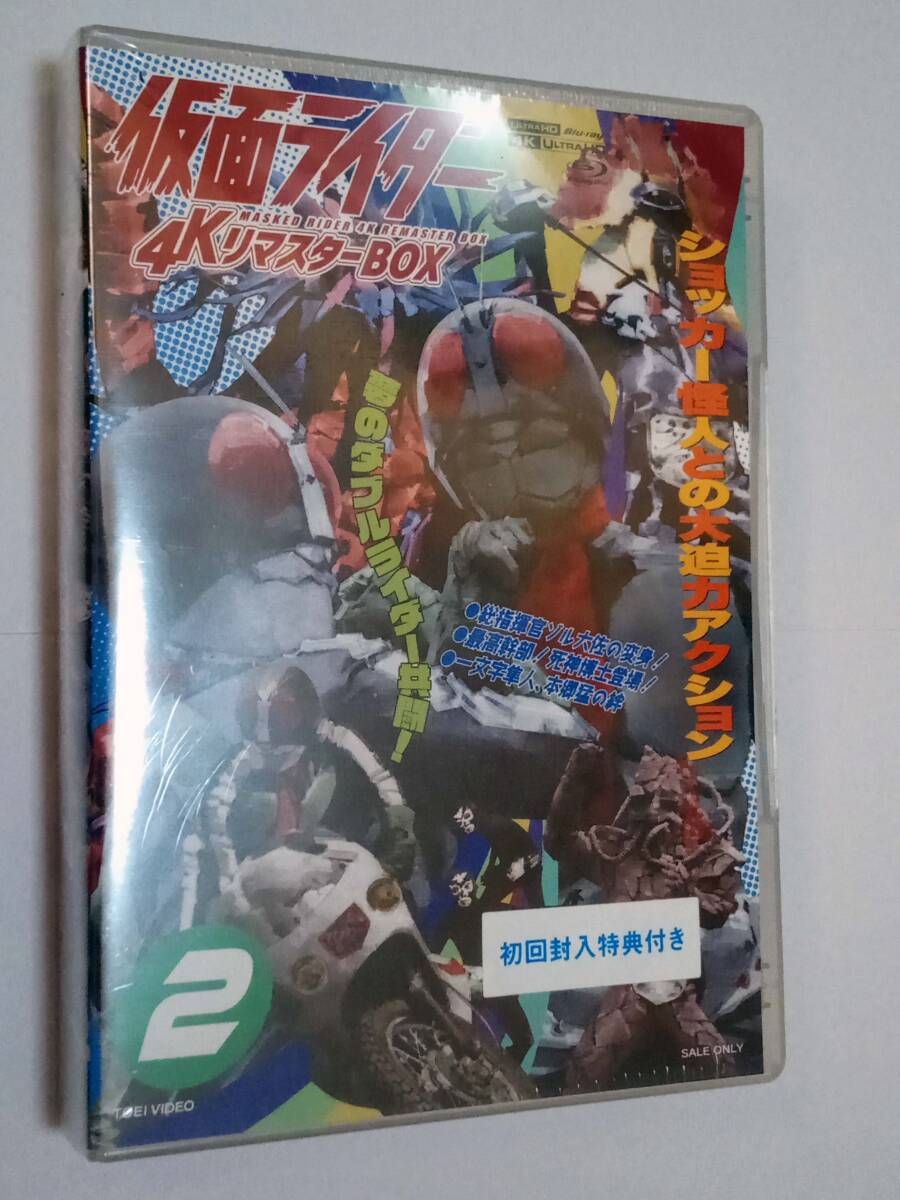 仮面ライダー
MASKED RIDER 4K REMASTER BOX
4KリマスターBOX
ULTRA HD Blu-ray
4K ULTRA HD
ショッカー怪人との大迫力アクション
夢のダブルライダー共闘!
●総指揮官ゾル大佐の変身!
●最高幹部!死神博士登場!
●一文字隼人、本郷猛の絆
初回封入特典付き
2
SALE ONLY
TOEI VIDEO